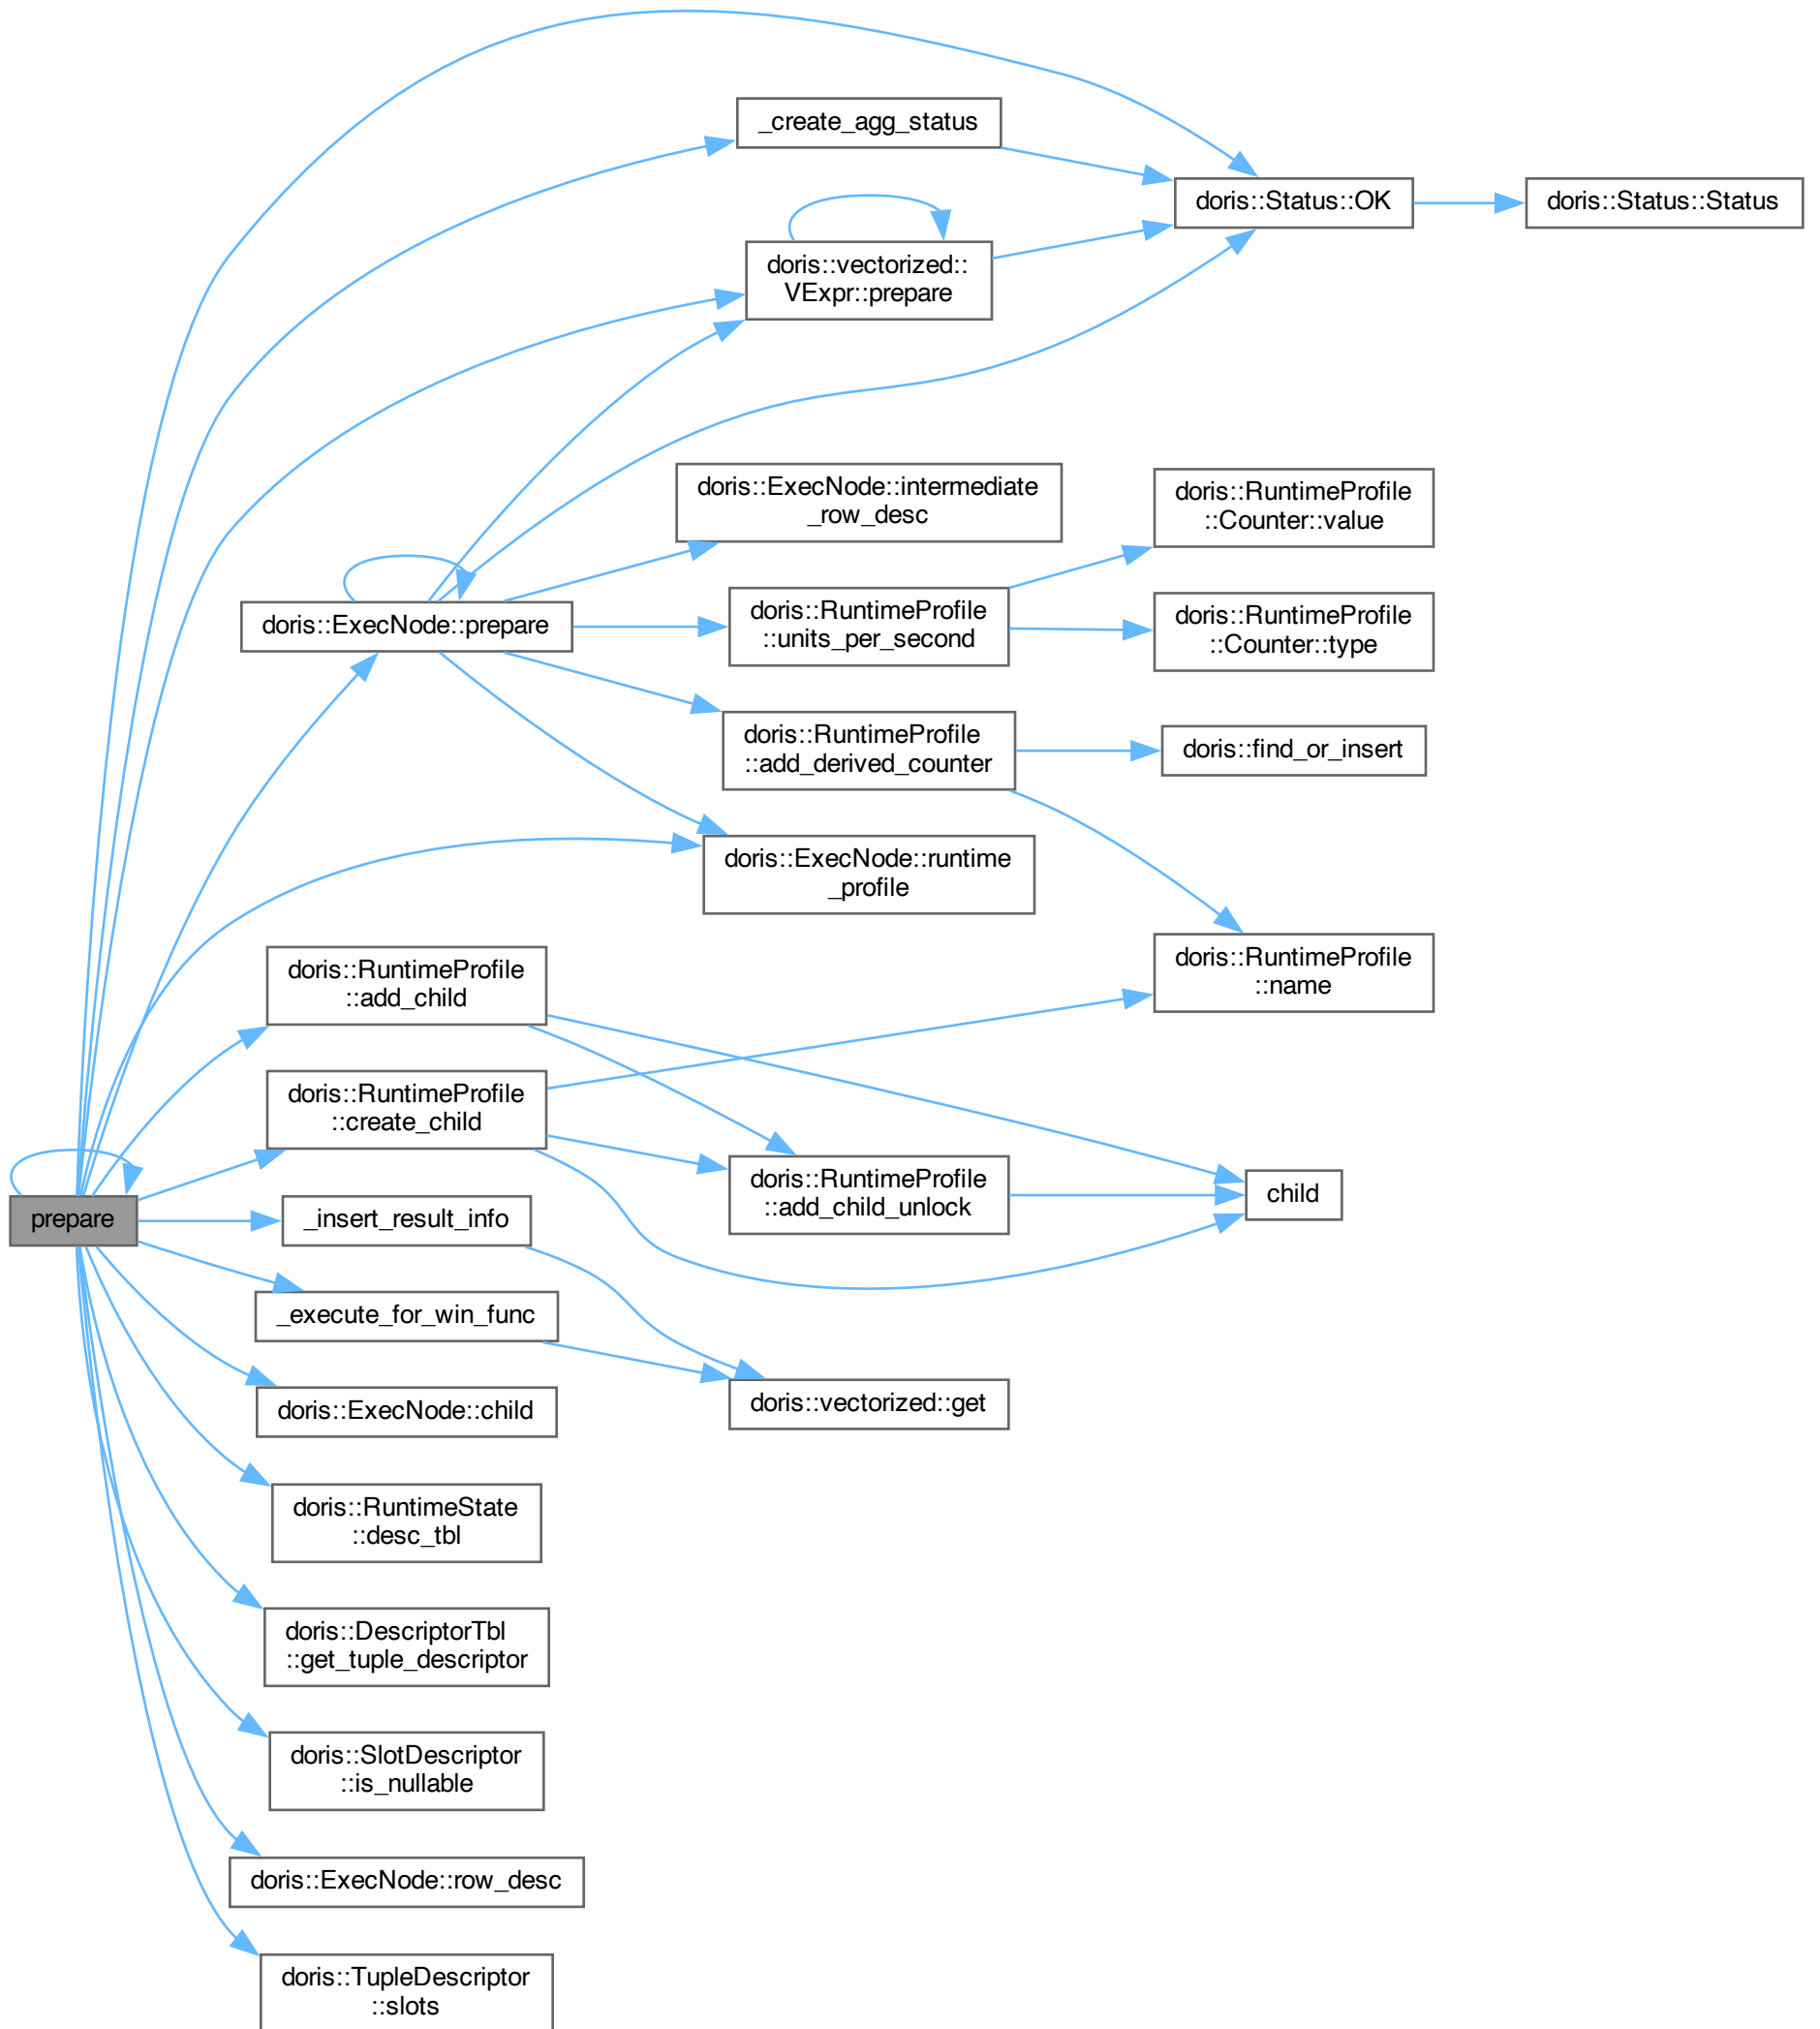 _create_agg_status
doris::Status::OK
doris::Status::Status
doris::vectorized::
VExpr::prepare
doris::ExecNode::intermediate
_row_desc
doris::RuntimeProfile
::Counter::value
doris::ExecNode::prepare
doris::RuntimeProfile
::units_per_second
doris::RuntimeProfile
::Counter::type
doris::RuntimeProfile
::add_derived_counter
doris::find_or_insert
doris::ExecNode::runtime
_profile
doris::RuntimeProfile
::add_child
doris::RuntimeProfile
::name
doris::RuntimeProfile
::create_child
doris::RuntimeProfile
::add_child_unlock
child
prepare
_insert_result_info
_execute_for_win_func
doris::ExecNode::child
doris::vectorized::get
doris::RuntimeState
::desc_tbl
doris::DescriptorTbl
::get_tuple_descriptor
doris::SlotDescriptor
::is_nullable
doris::ExecNode::row_desc
doris::TupleDescriptor
::slots